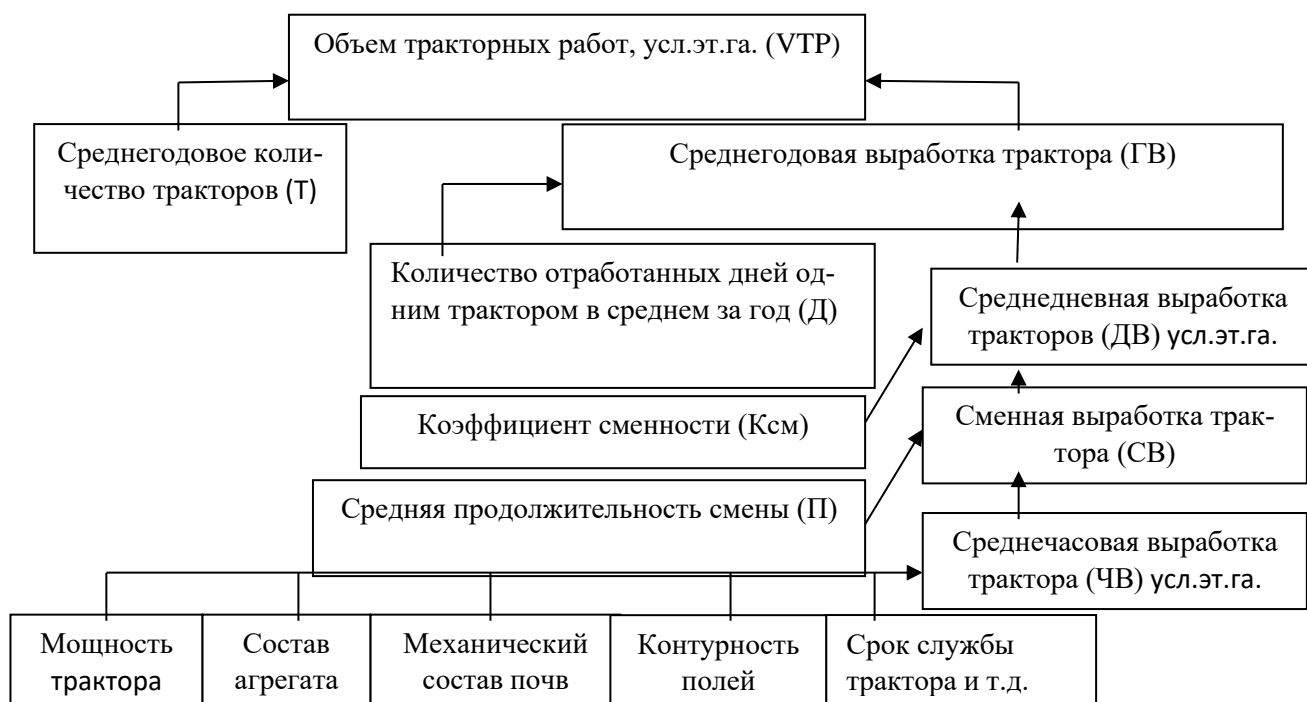 Объем тракторных работ, усл.эт.га. (VTP)
Среднегодовое коли-
чество тракторов (Т)
Среднегодовая выработка трактора (ГВ)
Количество отработанных дней од-
ним трактором в среднем за год (Д)
Среднедневная выработка
тракторов (ДВ) усл.эт.га.
Коэффициент сменности (Ксм)
Сменная выработка трак-
тора (СВ)
Средняя продолжительность смены (П)
Среднечасовая выработка
трактора (ЧВ) усл.эт.га.
Мощность
трактора
Состав
агрегата
Механический
состав почв
Контурность
полей
Срок службы
трактора и т.д.